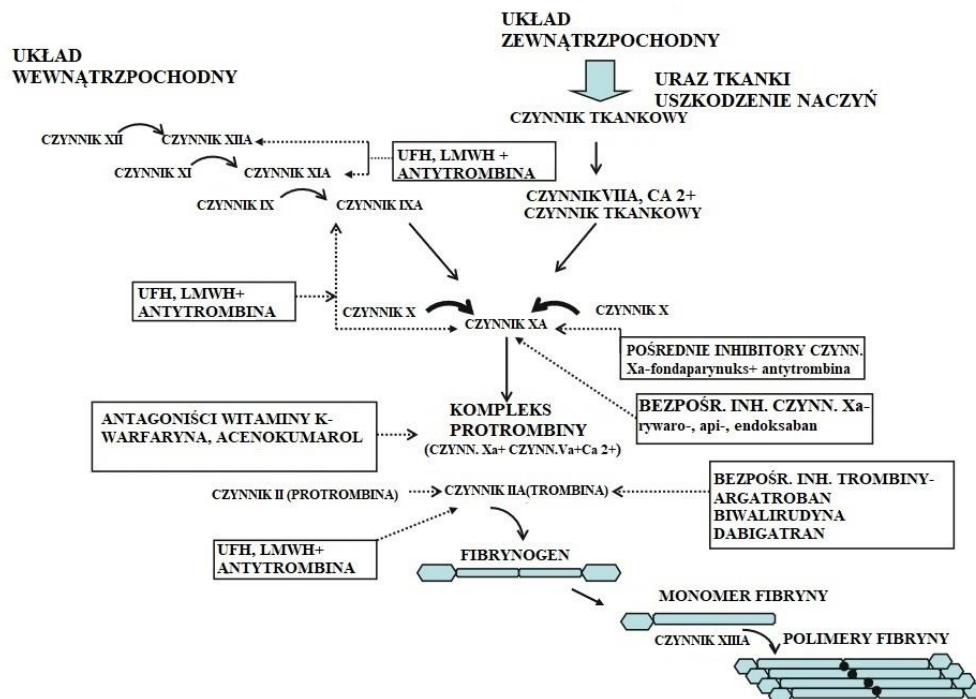 UKŁAD
WEWNĄTRZPOCHODNY
UKŁAD
ZEWNĄTRZPOCHODNY
URAZ TKANKI
USZKODZENIE NACZYŃ
CZYNNIK TKANKOWY
CZYNNIK XII
CZYNNIK XIIA
CZYNNIK XI
CZYNNIK XIA
CZYNNIK IX
CZYNNIK IXA
UFH, LMWH +
ANTYTROMBINA
CZYNNIKVIIA, CA 2+
CZYNNIK TKANKOWY
UFH, LMWH+
ANTYTROMBINA
CZYNNIK X
CZYNNIK X
CZYNNIK XA
POŚREDNIE INHIBITORY CZYNN.
Xa-fondaparynuks+ antytrombina
BEZPOŚR. INH. CZYNN. Xa-
rywaro-, api-, endoksaban
ANTAGONIŚCI WITAMINY K-
WARFARYNA, ACENOKUMAROL
KOMPLEKS
PROTROMBINY
(CZYNN. Xa+ CZYNN.Va+Ca 2+)
CZYNNIK II (PROTROMBINA)
CZYNNIK IIA(TROMBINA)
BEZPOŚR. INH. TROMBINY-
ARGATROBAN
BIWALIRUDYNA
DABIGATRAN
UFH, LMWH+
ANTYTROMBINA
FIBRYNOGEN
MONOMER FIBRYNY
CZYNNIK XIIIA
POLIMERY FIBRYNY